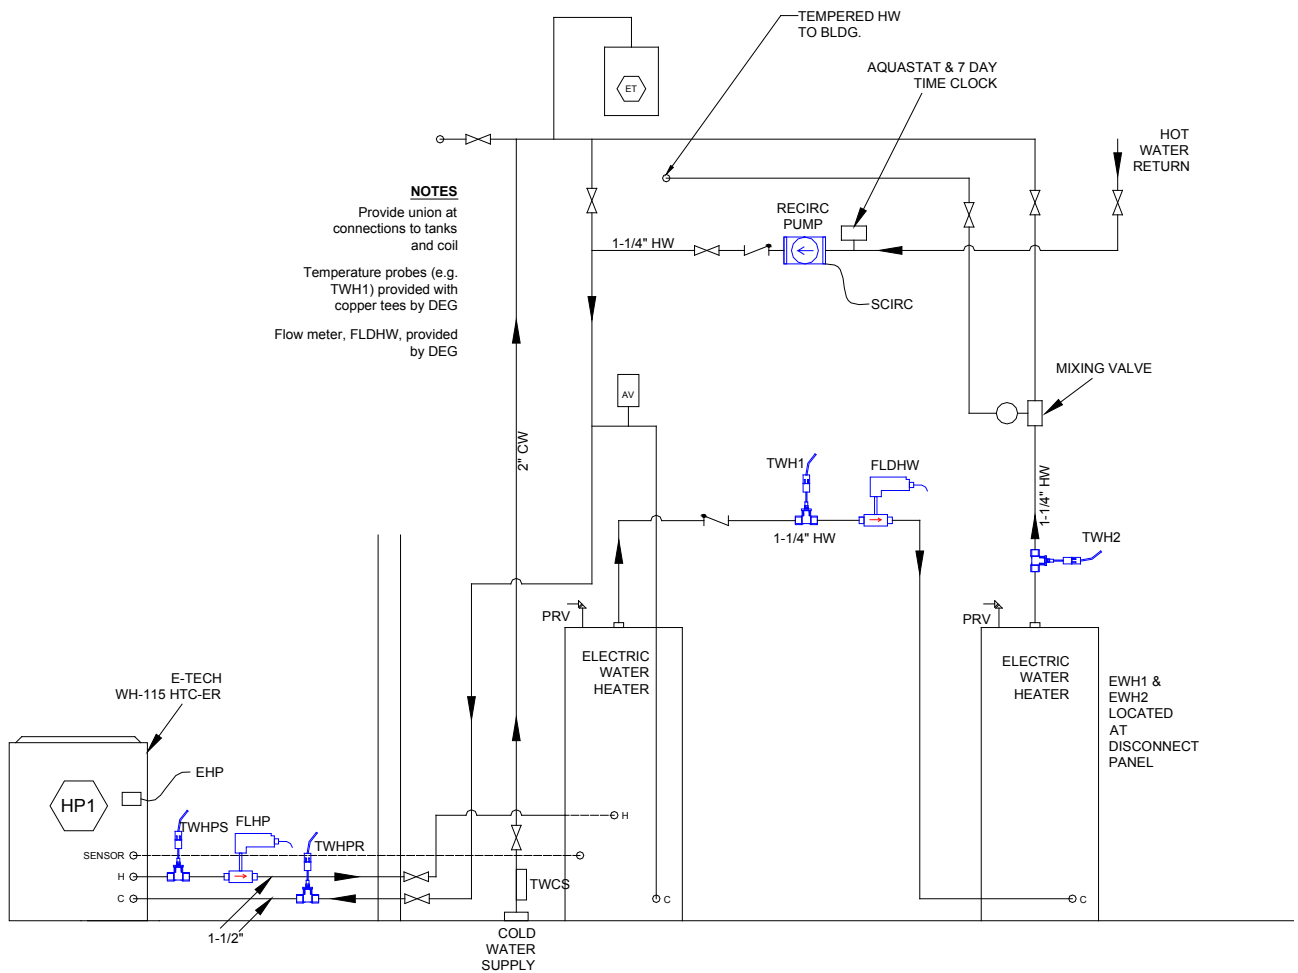 TEMPERED HW
TO BLDG.
AQUASTAT & 7 DAY
TIME CLOCK
ET
HOT
WATER
RETURN
NOTES
Provide union at
connections to tanks
and coil
Temperature probes (e.g.
TWH1) provided with
copper tees by DEG
Flow meter, FLDHW, provided
by DEG
RECIRC
PUMP
1-1/4" HW
SCIRC
MIXING VALVE
AV
2" CW
TWH1
FLDHW
1-1/4" HW
1-1/4" HW
TWH2
PRV
PRV
ELECTRIC
WATER
HEATER
ELECTRIC
WATER
HEATER
EWH1 &
EWH2
LOCATED
AT
DISCONNECT
PANEL
E-TECH
WH-115 HTC-ER
EHP
HP1
TWHPS
FLHP
TWHPR
H
SENSOR
H
C
TWCS
C
C
1-1/2"
COLD
WATER
SUPPLY